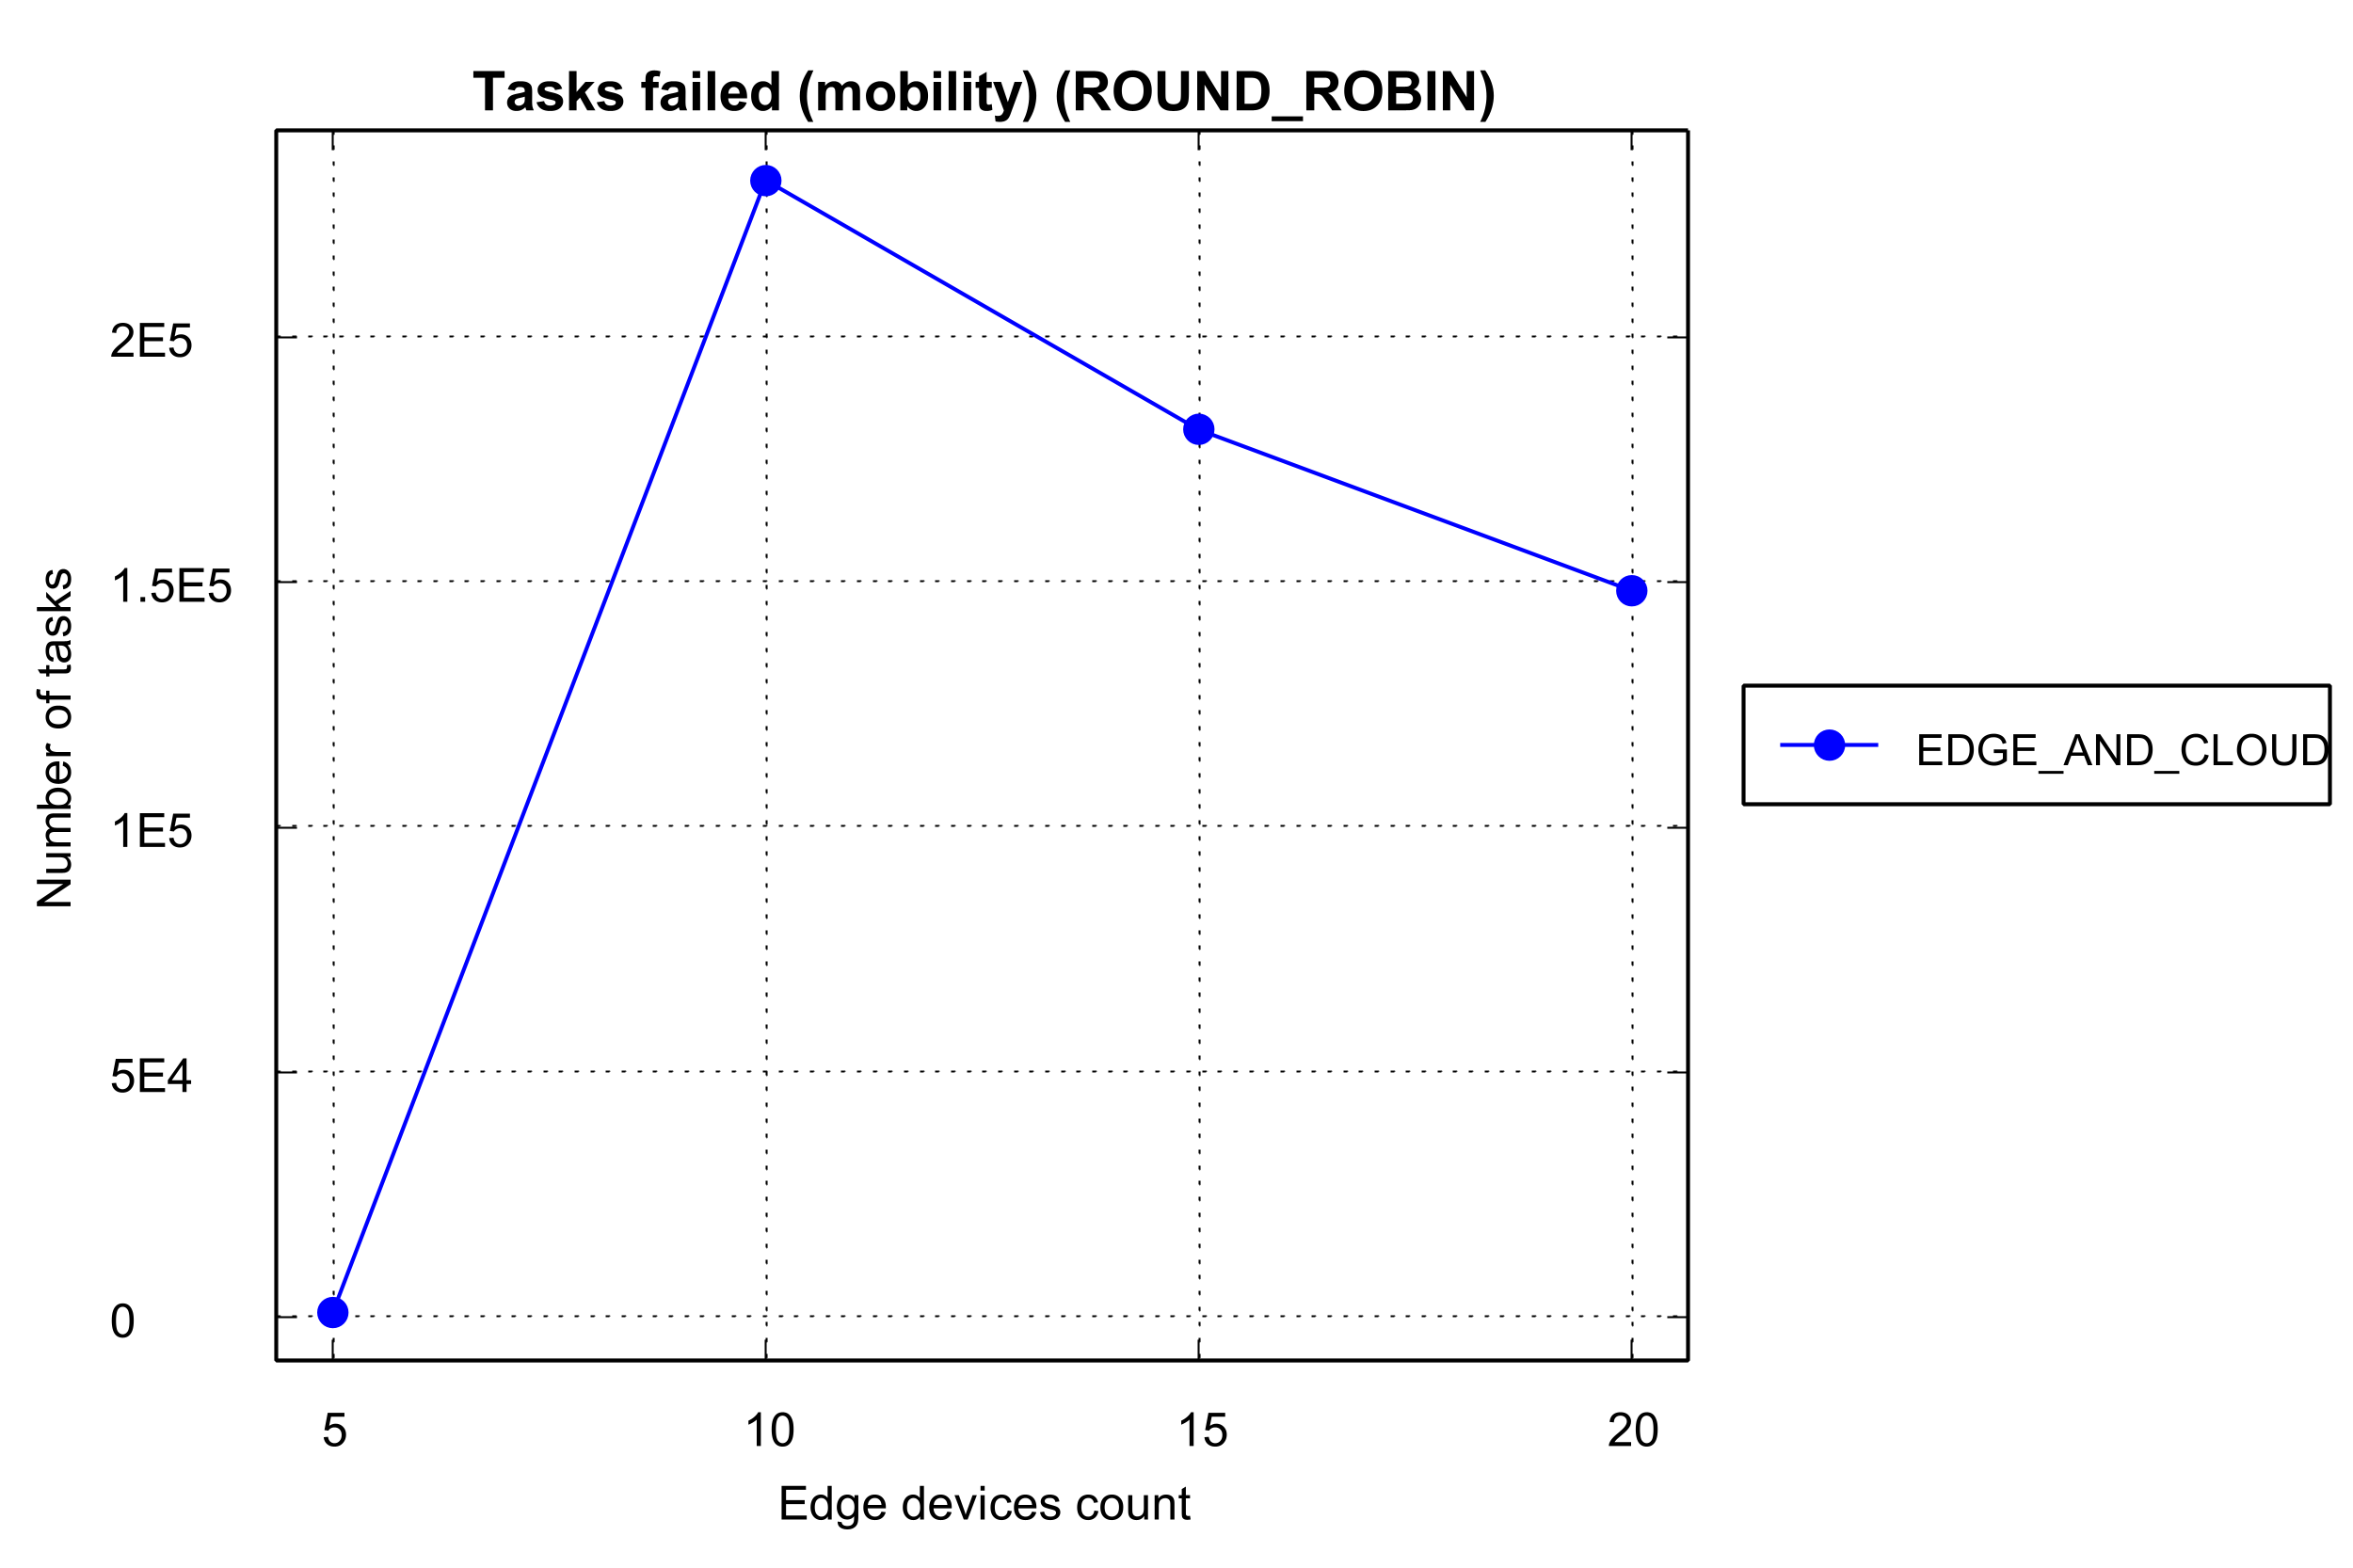 Tasks failed (mobility) (ROUND_ROBIN)
2E5
1.5E5
1E5
5E4
0
Number of tasks
5 10 15 20
Edge devices count
EDGE_AND_CLOUD